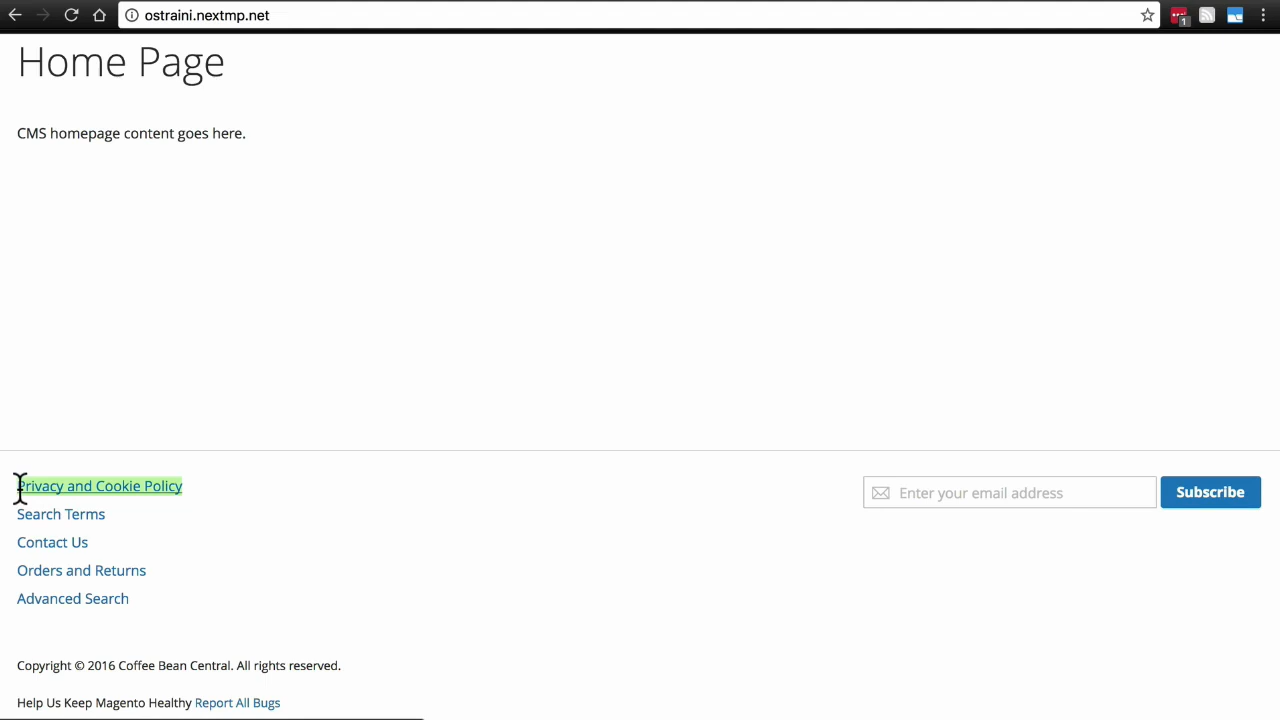 ostraini.nextmp.net
1
Home Page
CMS homepage content goes here.
Privacy and Cookie Policy
Search Terms
Contact Us
Orders and Returns
Advanced Search
Enter your email address
Subscribe
Copyright © 2016 Coffee Bean Central. All rights reserved.
Help Us Keep Magento Healthy Report All Bugs